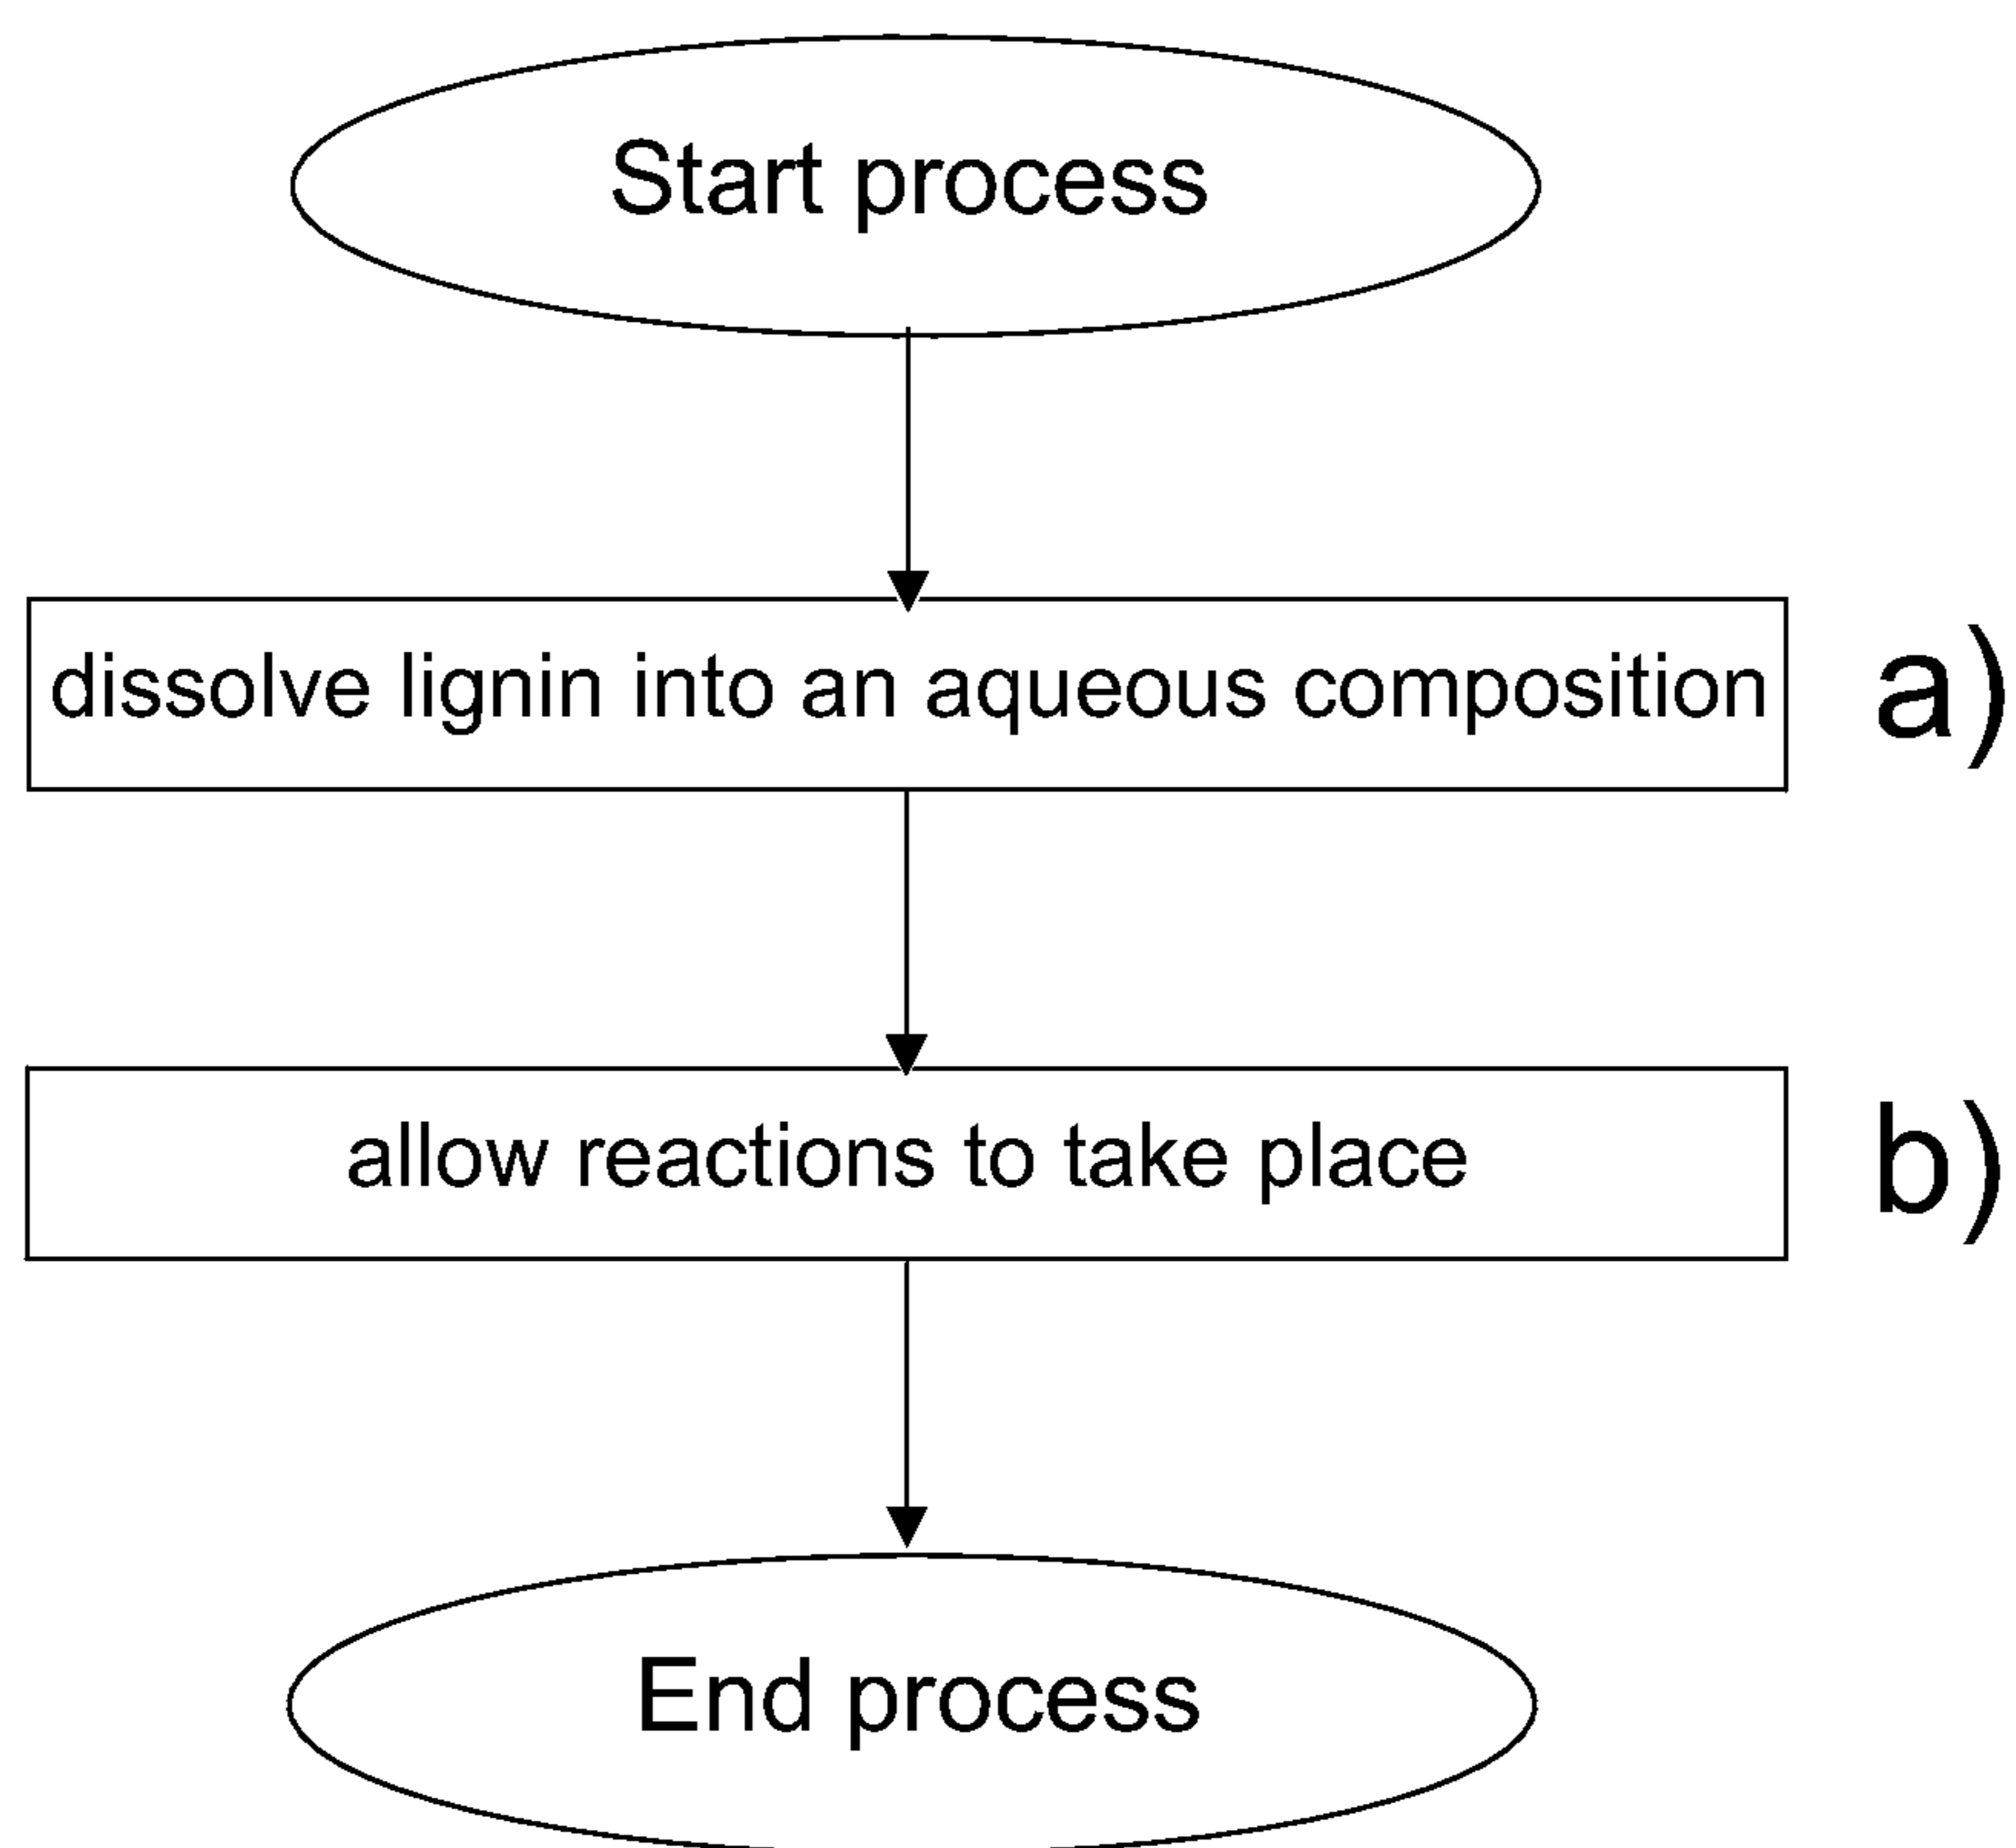 Start process
dissolve lignin into an aqueous composition
a)
allow reactions to take place
b)
End process